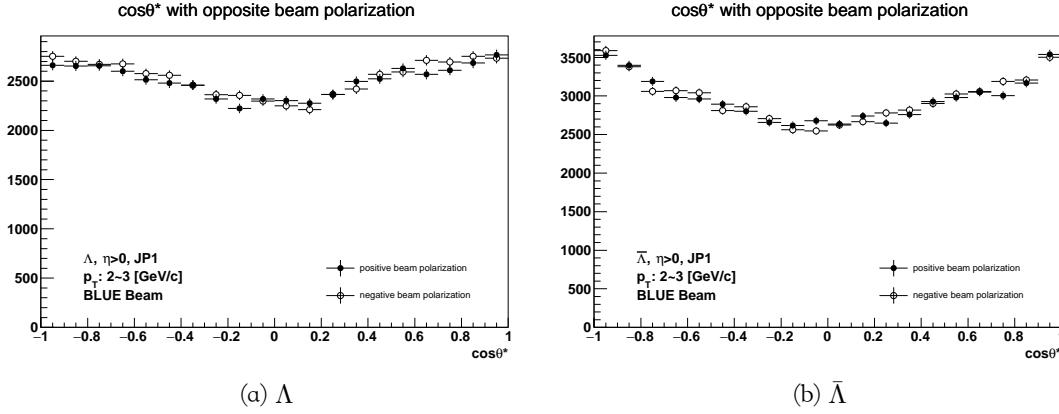 cosθ* with opposite beam polarization
2500
2000
1500
1000
500
0
Λ, η>0, JP1
p_T: 2~3 [GeV/c]
BLUE Beam
positive beam polarization
negative beam polarization
−1 −0.8 −0.6 −0.4 −0.2 0 0.2 0.4 0.6 0.8 1
cosθ*
(a) Λ
cosθ* with opposite beam polarization
3500
3000
2500
2000
1500
1000
500
0
Λ̅, η>0, JP1
p_T: 2~3 [GeV/c]
BLUE Beam
positive beam polarization
negative beam polarization
−1 −0.8 −0.6 −0.4 −0.2 0 0.2 0.4 0.6 0.8 1
cosθ*
(b) Λ̄